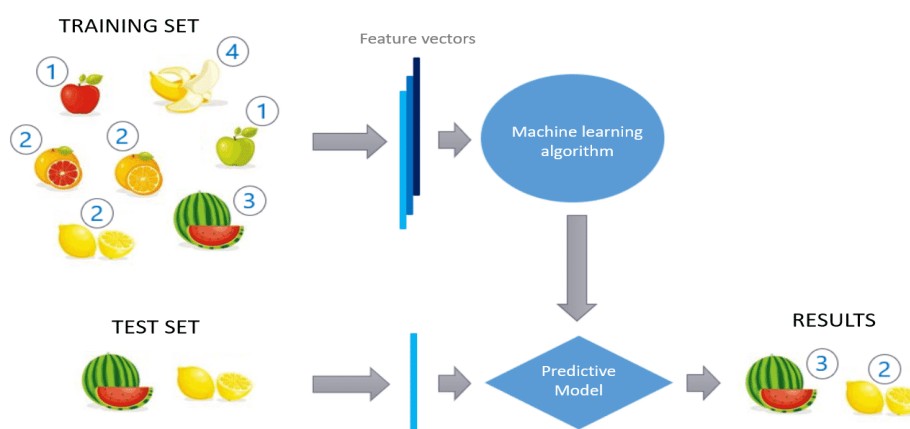 TRAINING SET
Feature vectors
4
1
1
2
2
3
2
Machine learning
algorithm
TEST SET
RESULTS
Predictive
Model
3
2